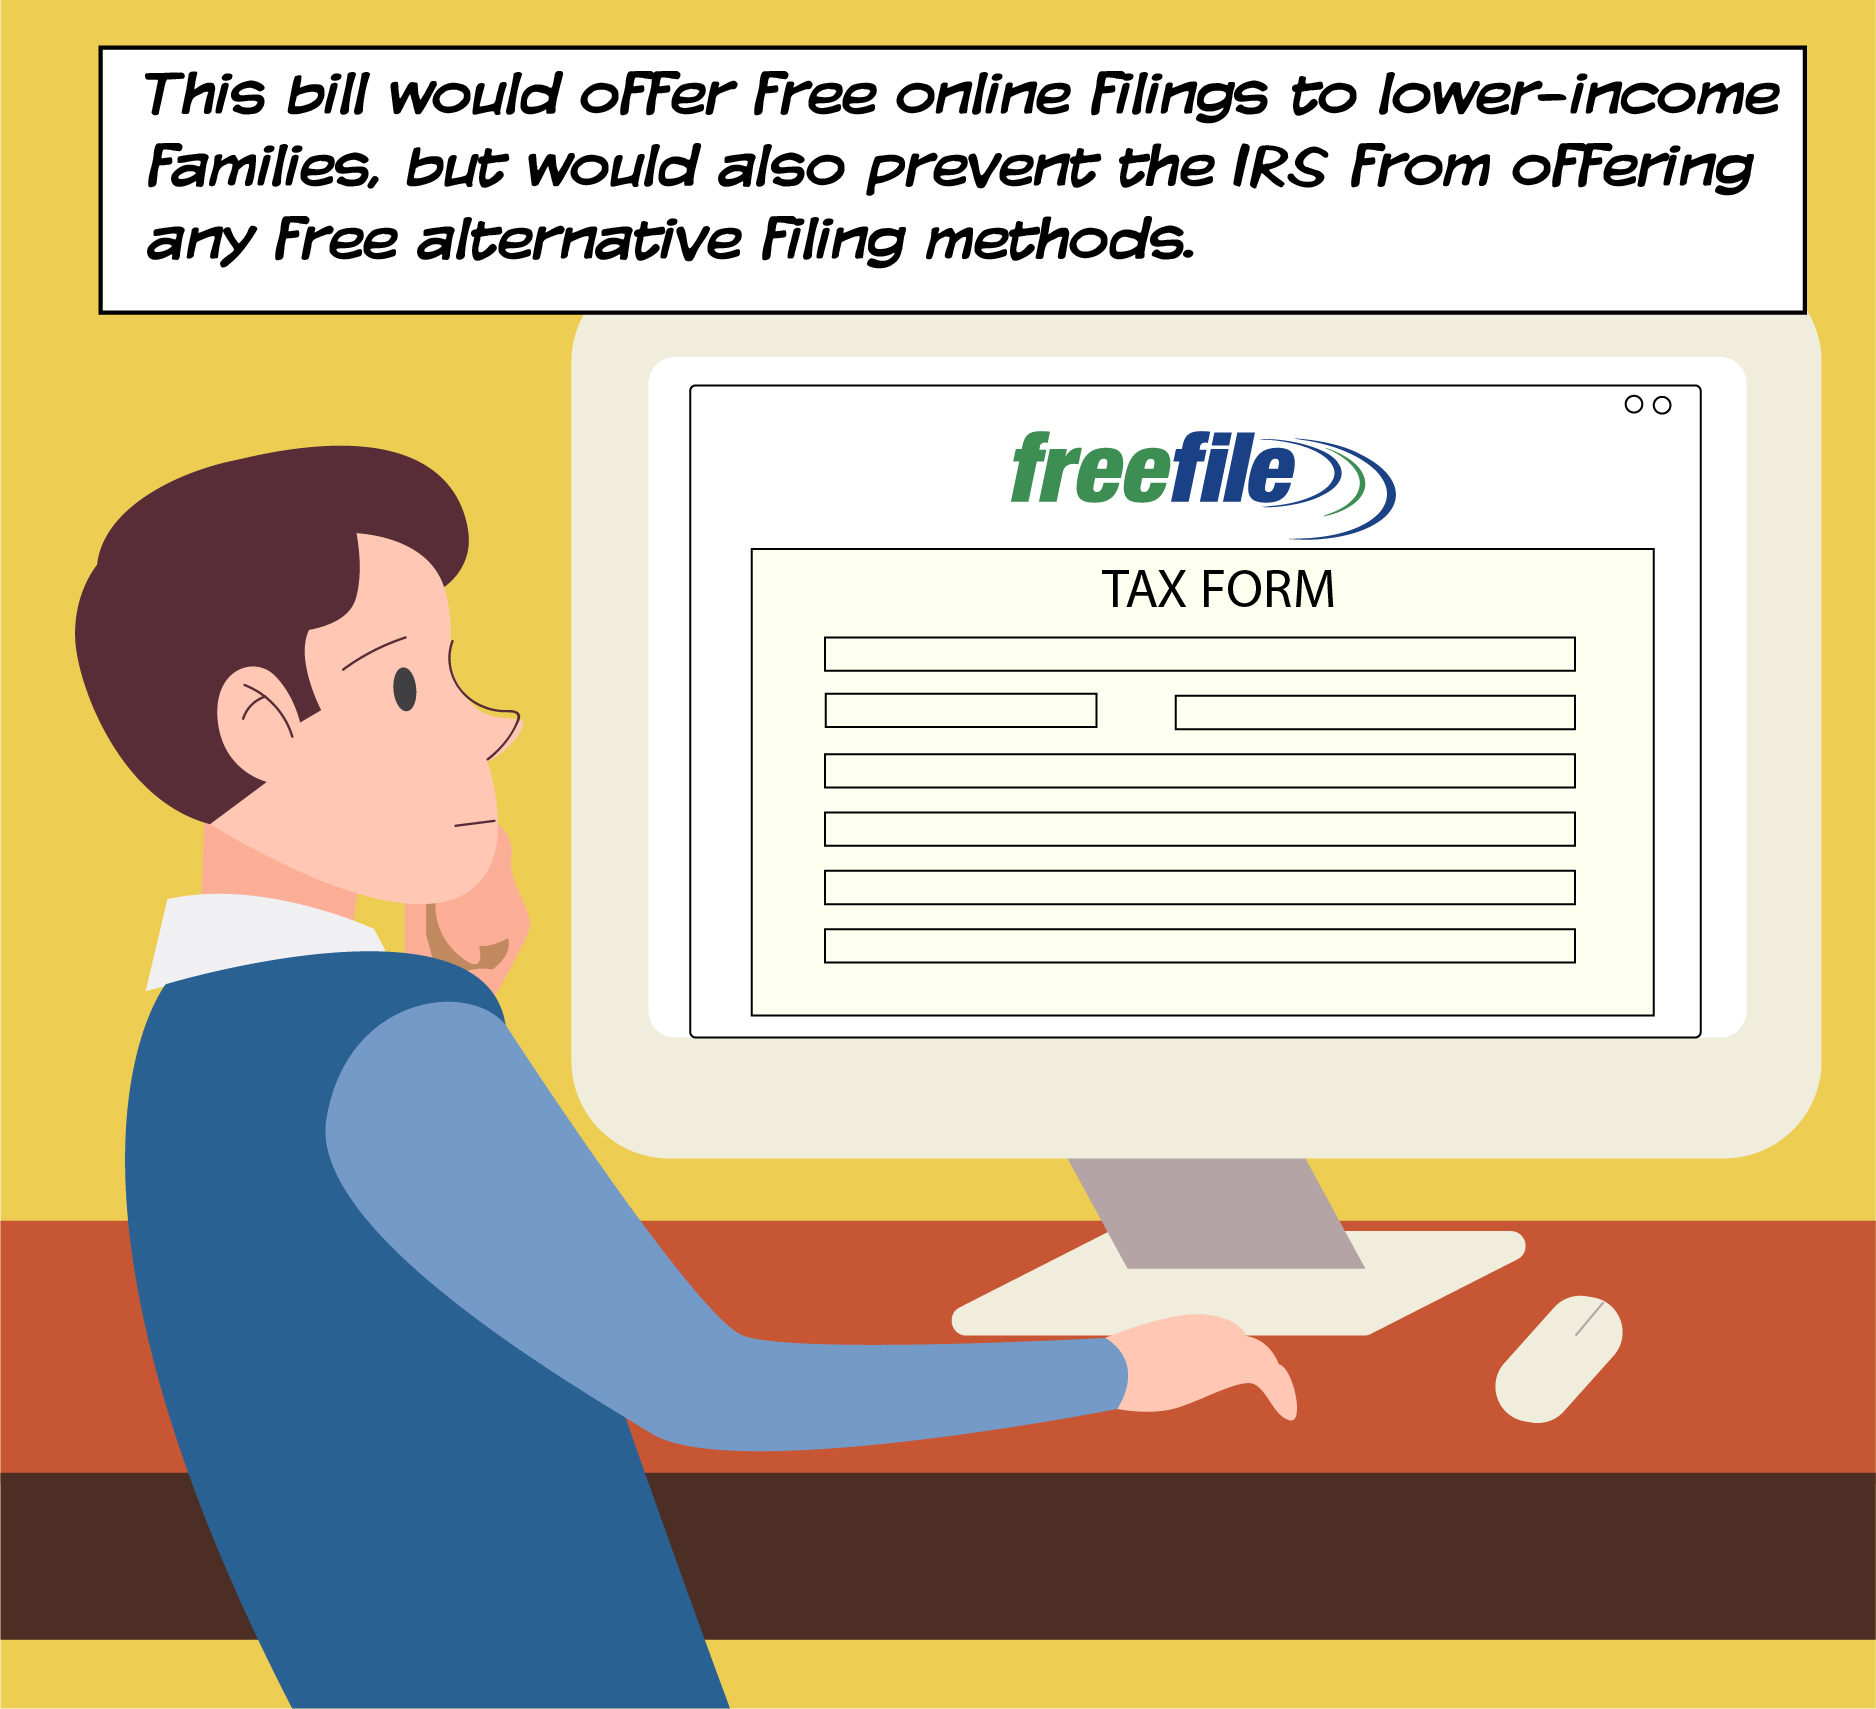 This bill would offer free online filings to lower-income
families, but would also prevent the IRS from offering
any free alternative filing methods.
freefile
TAX FORM